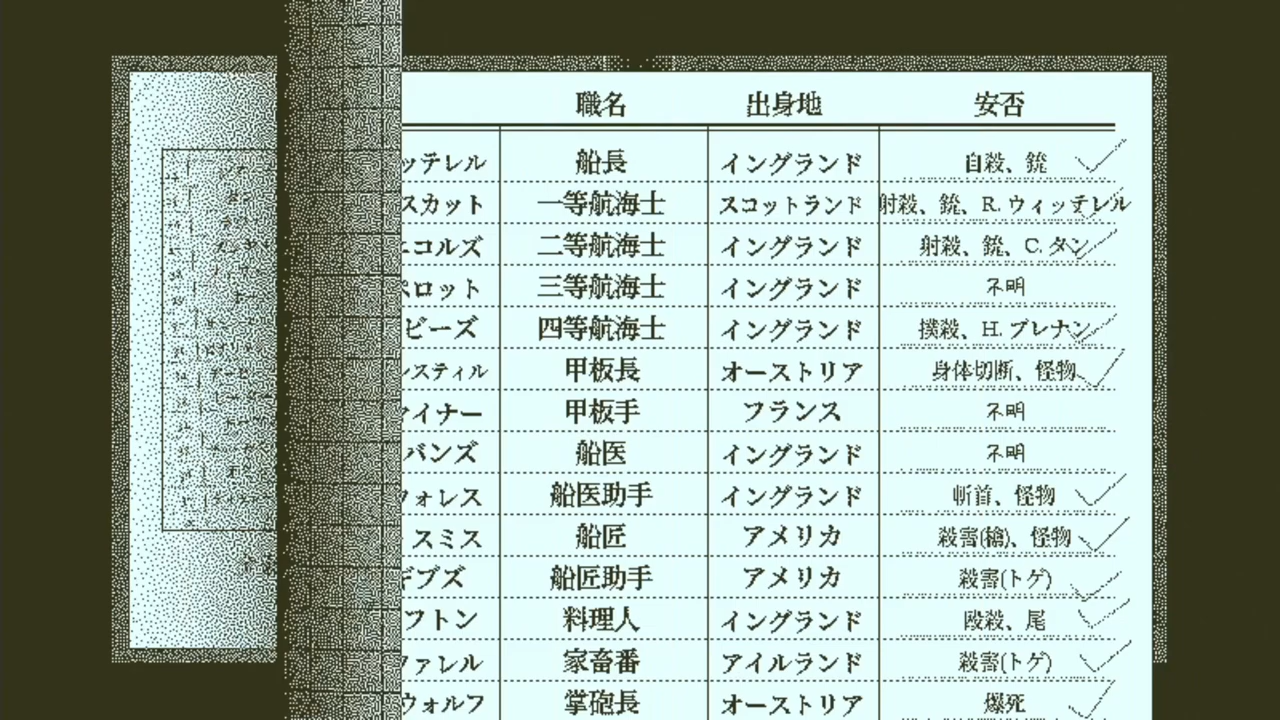 職名 出身地 安否
ッテレル 船長 イングランド 自殺、銃
スカット 一等航海士 スコットランド 射殺、銃、R. ウィッテレル
ニコルズ 二等航海士 イングランド 射殺、銃、C. タン
ペロット 三等航海士 イングランド 不明
ビーズ 四等航海士 イングランド 撲殺、H. ブレナン
スティル 甲板長 オーストリア 身体切断、怪物
イナー 甲板手 フランス 不明
バンズ 船医 イングランド 不明
ウォレス 船医助手 イングランド 斬首、怪物
スミス 船匠 アメリカ 殺害(槍)、怪物
ギブズ 船匠助手 アメリカ 殺害(トゲ)
フトン 料理人 イングランド 殴殺、尾
ファレル 家畜番 アイルランド 殺害(トゲ)
ウォルフ 掌砲長 オーストリア 爆死